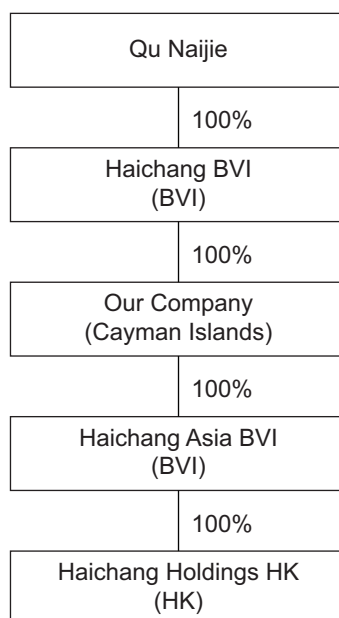 Qu Naijie
100%
Haichang BVI
(BVI)
100%
Our Company
(Cayman Islands)
100%
Haichang Asia BVI
(BVI)
100%
Haichang Holdings HK
(HK)